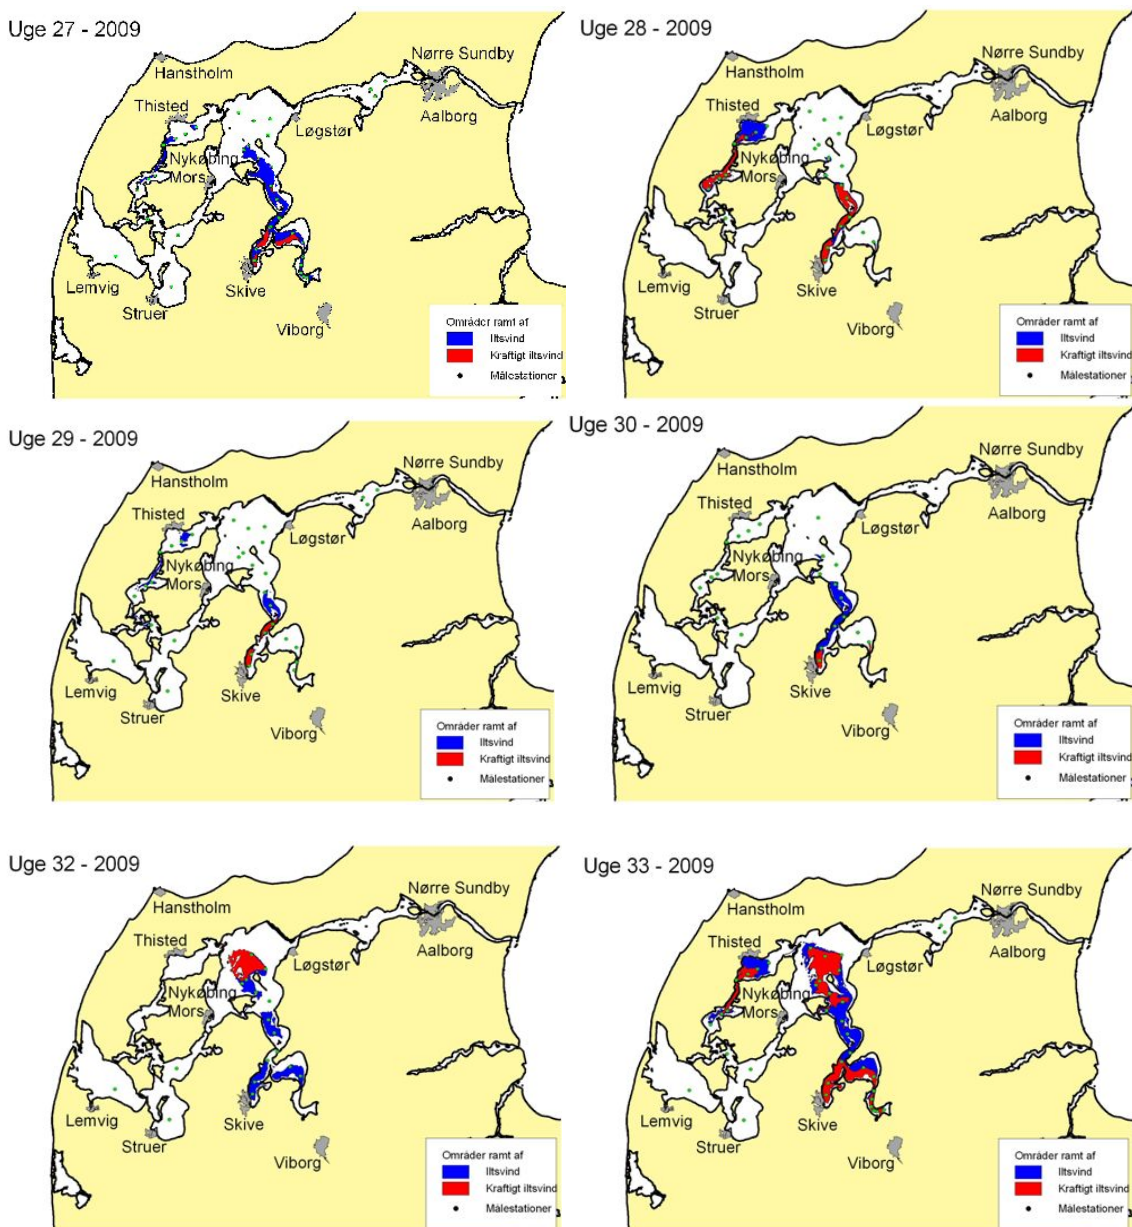 Uge 27 - 2009
Nørre Sundby
Hanstholm
Aalborg
Thisted
Løgstør
Nykøbing
Mors
Lemvig
Skive
Struer
Viborg
Områder ramt af
Iltsvind
Kraftigt iltsvind
Målestationer
Uge 28 - 2009
Nørre Sundby
Hanstholm
Aalborg
Thisted
Løgstør
Nykøbing
Mors
Lemvig
Skive
Struer
Viborg
Områder ramt af
Iltsvind
Kraftigt iltsvind
Målestationer
Uge 29 - 2009
Nørre Sundby
Hanstholm
Aalborg
Thisted
Løgstør
Nykøbing
Mors
Lemvig
Skive
Struer
Viborg
Områder ramt af
Iltsvind
Kraftigt iltsvind
Målestationer
Uge 30 - 2009
Nørre Sundby
Hanstholm
Aalborg
Thisted
Løgstør
Nykøbing
Mors
Lemvig
Skive
Struer
Viborg
Områder ramt af
Iltsvind
Kraftigt iltsvind
Målestationer
Uge 32 - 2009
Nørre Sundby
Hanstholm
Aalborg
Thisted
Løgstør
Nykøbing
Mors
Lemvig
Skive
Struer
Viborg
Områder ramt af
Iltsvind
Kraftigt iltsvind
Målestationer
Uge 33 - 2009
Nørre Sundby
Hanstholm
Aalborg
Thisted
Løgstør
Nykøbing
Mors
Lemvig
Skive
Struer
Viborg
Områder ramt af
Iltsvind
Kraftigt iltsvind
Målestationer